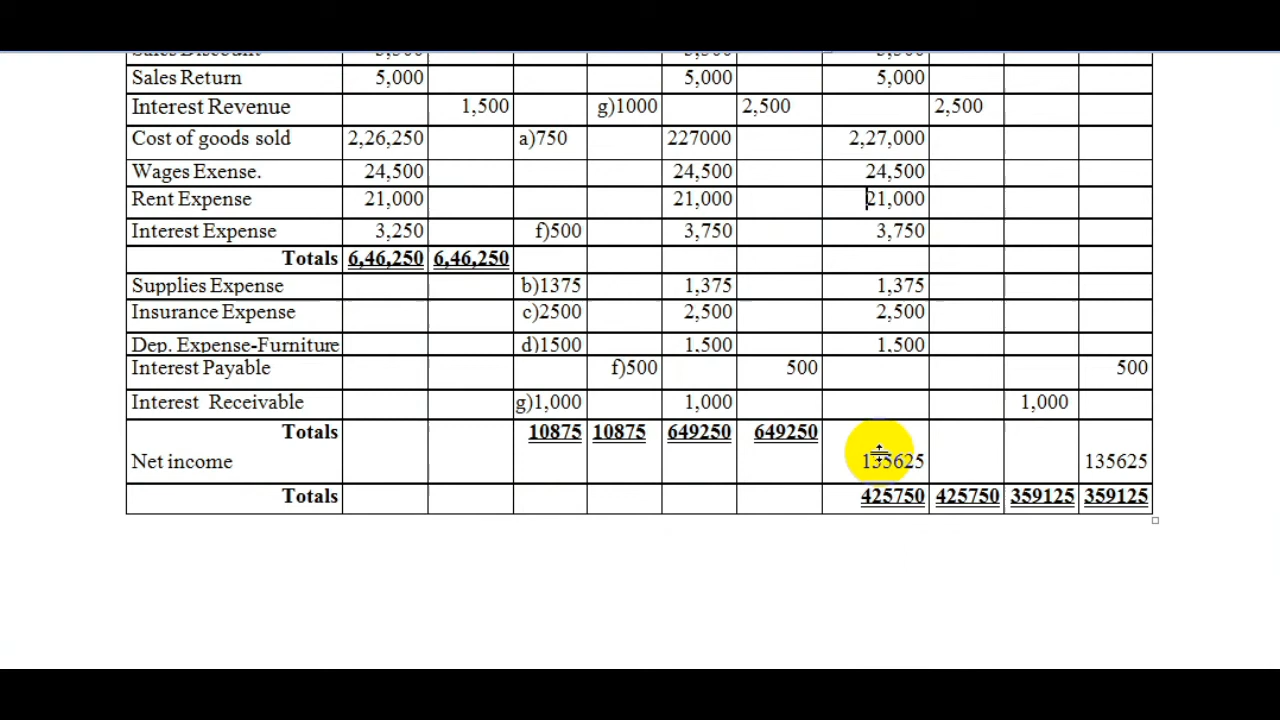 Sales Return 5,000 5,000 5,000
Interest Revenue 1,500 g)1000 2,500 2,500
Cost of goods sold 2,26,250 a)750 227000 2,27,000
Wages Exense. 24,500 24,500 24,500
Rent Expense 21,000 21,000 21,000
Interest Expense 3,250 f)500 3,750 3,750
Totals 6,46,250 6,46,250
Supplies Expense b)1375 1,375 1,375
Insurance Expense c)2500 2,500 2,500
Dep. Expense-Furniture d)1500 1,500 1,500
Interest Payable f)500 500 500
Interest Receivable g)1,000 1,000 1,000
Totals 10875 10875 649250 649250
Net income 135625 135625
Totals 425750 425750 359125 359125